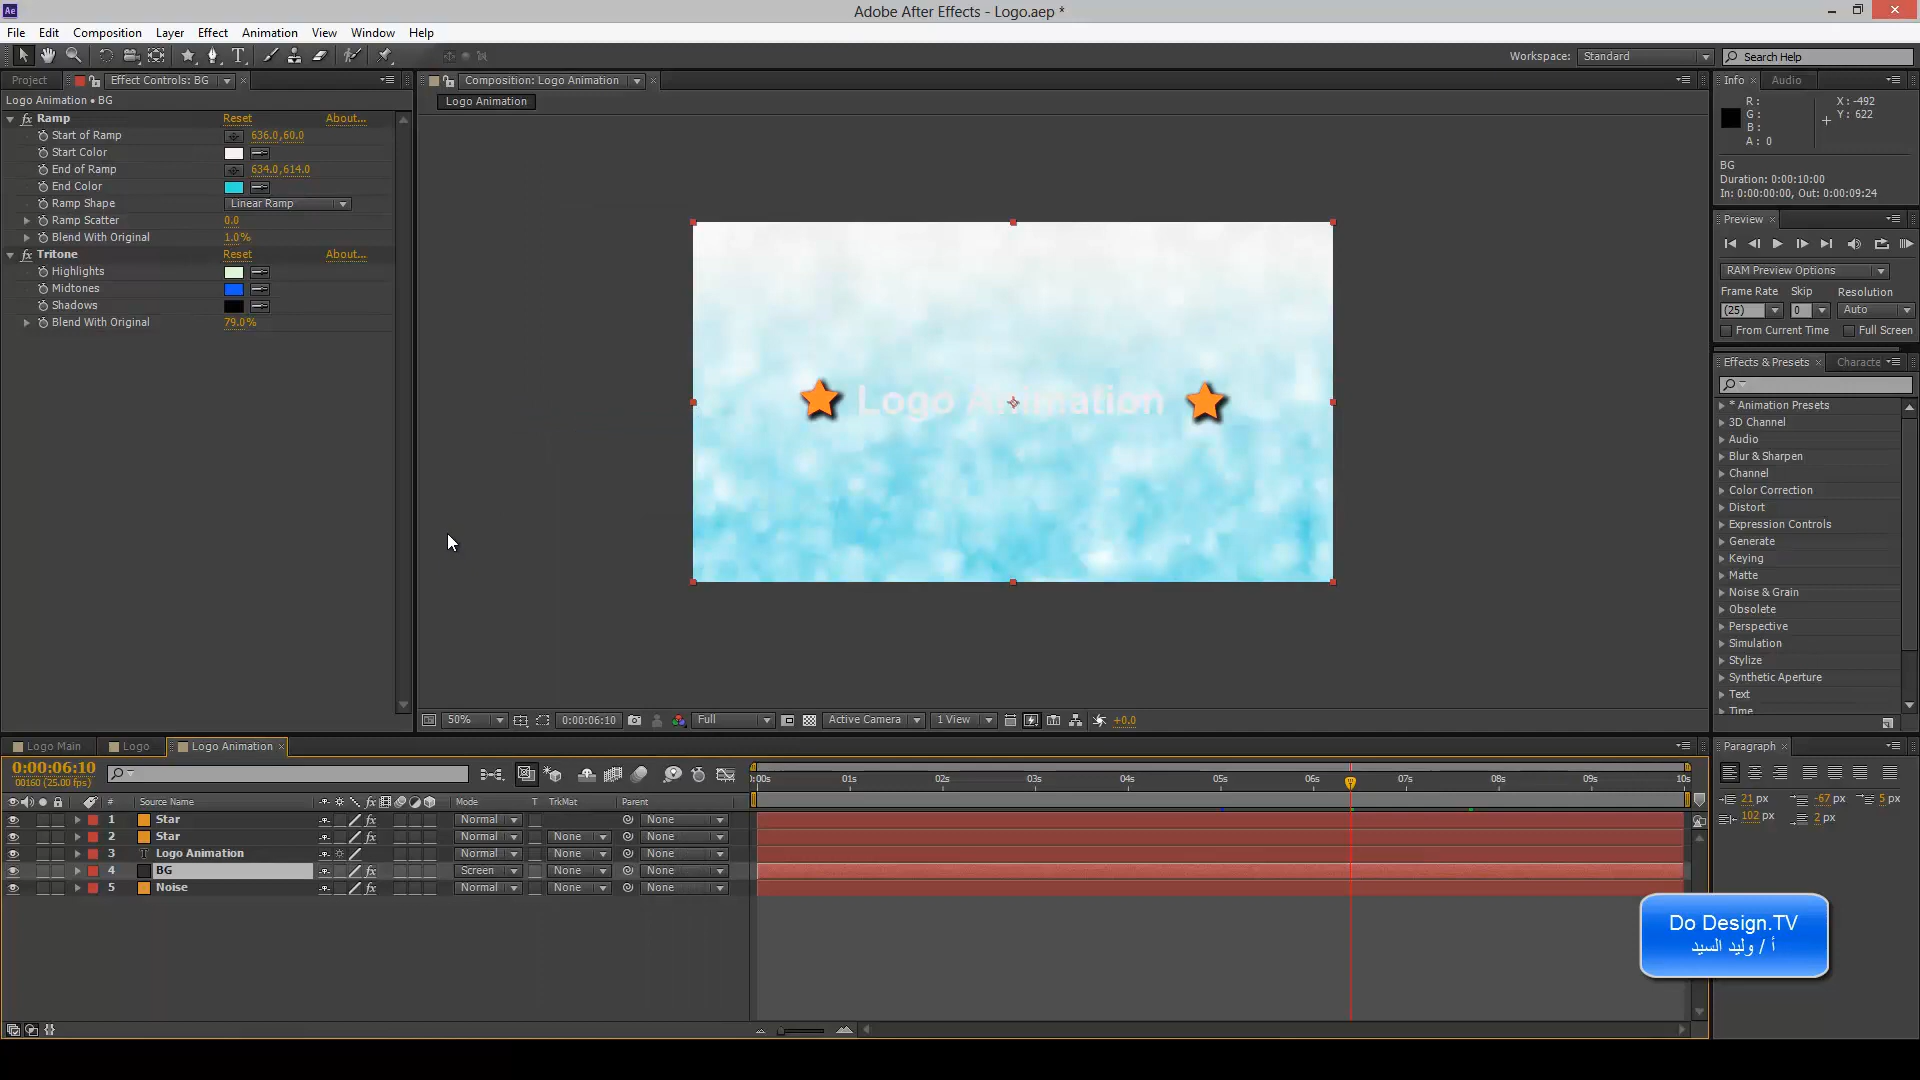 Adobe After Effects - Logo.aep *
File Edit Composition Layer Effect Animation View Window Help
Workspace: Standard Search Help
Project Effect Controls: BG
Logo Animation • BG
Ramp Reset About...
Start of Ramp 636.0,60.0
Start Color
End of Ramp 634.0,614.0
End Color
Ramp Shape Linear Ramp
Ramp Scatter 0.0
Blend With Original 1.0%
Tritone Reset About...
Highlights
Midtones
Shadows
Blend With Original 79.0%
Composition: Logo Animation
Logo Animation
Logo Animation
50% 0:00:06:10 Full Active Camera 1 View +0.0
Info Audio
R: X: -492
G: Y: 622
B:
A: 0
BG
Duration: 0:00:10:00
In: 0:00:00:00, Out: 0:00:09:24
Preview
RAM Preview Options
Frame Rate Skip Resolution
(25) 0 Auto
From Current Time Full Screen
Effects & Presets Characte
* Animation Presets
3D Channel
Audio
Blur & Sharpen
Channel
Color Correction
Distort
Expression Controls
Generate
Keying
Matte
Noise & Grain
Obsolete
Perspective
Simulation
Stylize
Synthetic Aperture
Text
Time
Logo Main Logo Logo Animation
0:00:06:10
00160 (25.00 fps)
:00s 01s 02s 03s 04s 05s 06s 07s 08s 09s 10s
# Source Name Mode T TrkMat Parent
1 Star Normal None
2 Star Normal None None
3 T Logo Animation Normal None None
4 BG Screen None None
5 Noise Normal None None
Paragraph
21 px -67 px 5 px
102 px 2 px
Do Design.TV
أ / وليد السيد